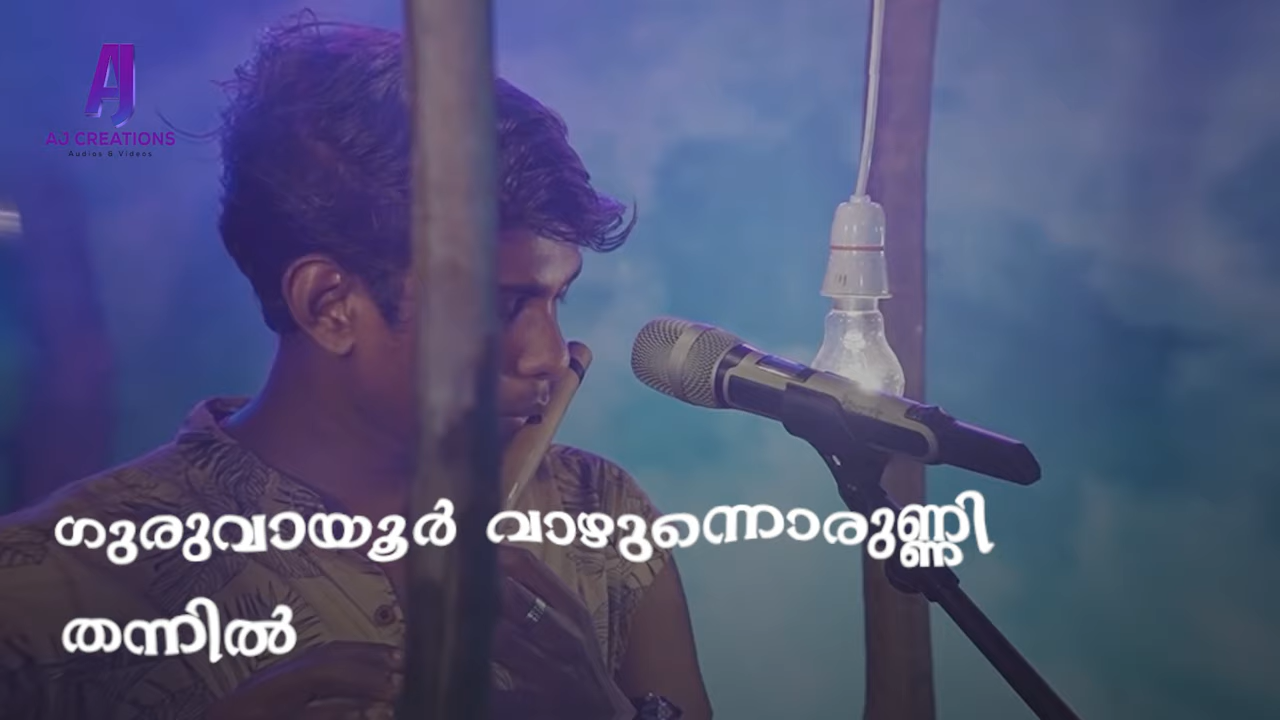 AJ
AJ CREATIONS
Audios & Videos
ഗുരുവായൂർ വാഴുന്നൊരുണ്ണി
തന്നിൽ